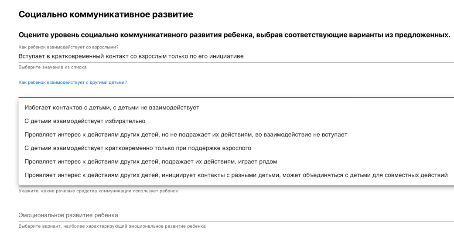 Социально коммуникативное развитие
Оцените уровень социально коммуникативного развития ребенка, выбрав соответствующие варианты из предложенных.
Как ребенок взаимодействует со взрослыми?
Вступает в кратковременный контакт со взрослым только по его инициативе
Выберите значение из списка
Как ребенок взаимодействует с другими детьми?
Избегает контактов с детьми, с детьми не взаимодействует
С детьми взаимодействует избирательно
Проявляет интерес к действиям других детей, но не подражает их действиям, во взаимодействие не вступает
С детьми взаимодействует кратковременно только при поддержке взрослого
Проявляет интерес к действиям других детей, подражает их действиям, играет рядом
Проявляет интерес к действиям других детей, инициирует контакты с разными детьми, может объединяться с детьми для совместных действий
Укажите, какие речевые средства коммуникации использует ребенок
Эмоциональное развитие ребенка
Выберите вариант, наиболее характеризующий эмоциональное развитие ребенка